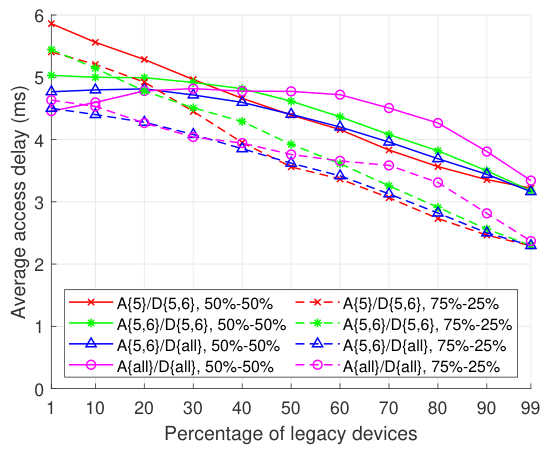 Average access delay (ms)
6
5
4
3
2
1
0
A{5}/D{5,6}, 50%-50% A{5}/D{5,6}, 75%-25%
A{5,6}/D{5,6}, 50%-50% A{5,6}/D{5,6}, 75%-25%
A{5,6}/D{all}, 50%-50% A{5,6}/D{all}, 75%-25%
A{all}/D{all}, 50%-50% A{all}/D{all}, 75%-25%
1 10 20 30 40 50 60 70 80 90 99
Percentage of legacy devices